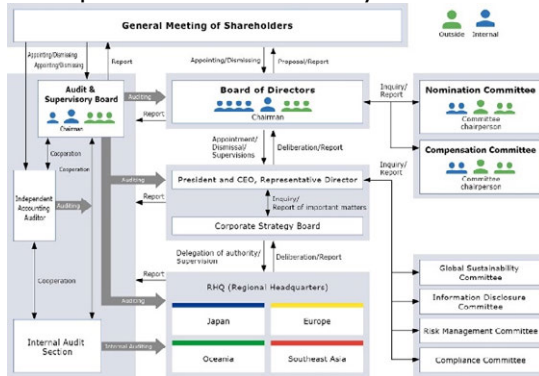 General Meeting of Shareholders
Outside
Internal
Appointing/Dismissing
Appointing/Dismissing
Report
Appointing/Dismissing
Proposal/Report
Audit &
Supervisory Board
Chairman
Auditing
Report
Board of Directors
Chairman
Inquiry/
Report
Nomination Committee
Committee
chairperson
Compensation Committee
Committee
chairperson
Inquiry/
Report
Cooperation
Cooperation
Appointment/
Dismissal/
Supervisions
Deliberation/Report
Independent
Accounting
Auditor
Auditing
Auditing
Report
President and CEO, Representative Director
Inquiry/
Report of important matters
Corporate Strategy Board
Delegation of authority/
Supervision
Deliberation/Report
Cooperation
Report
Auditing
RHQ (Regional Headquarters)
Japan
Europe
Oceania
Southeast Asia
Internal Audit
Section
Internal Auditing
Global Sustainability
Committee
Information Disclosure
Committee
Risk Management Committee
Compliance Committee